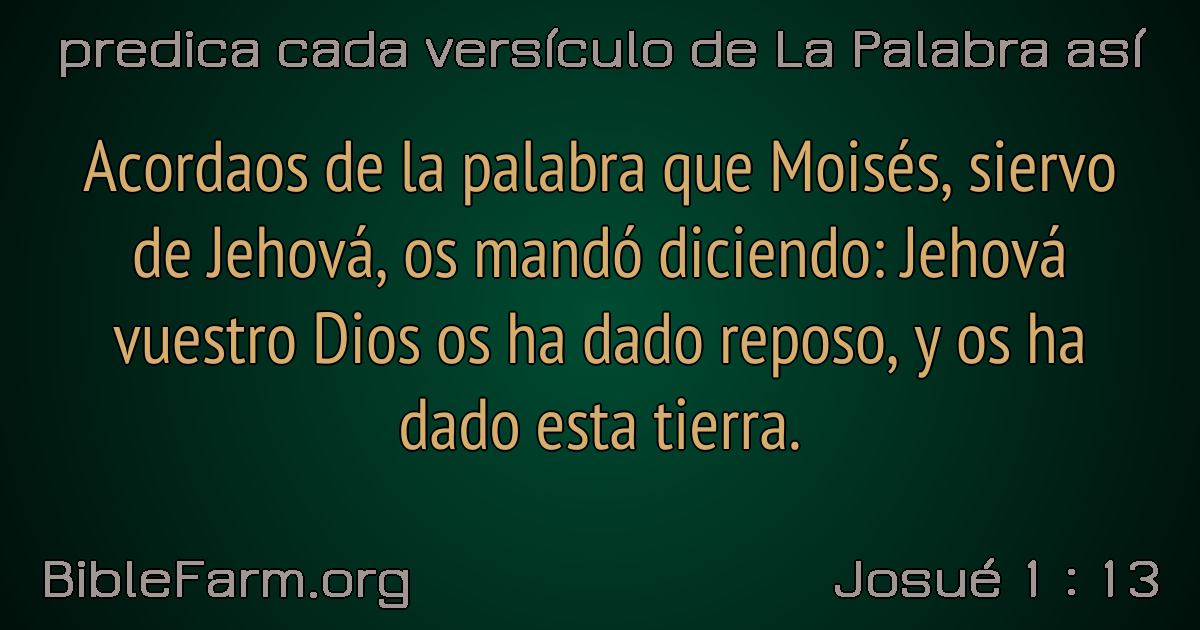 predica cada versículo de La Palabra así
Acordaos de la palabra que Moisés, siervo
de Jehová, os mandó diciendo: Jehová
vuestro Dios os ha dado reposo, y os ha
dado esta tierra.
BibleFarm.org
Josué 1 : 13